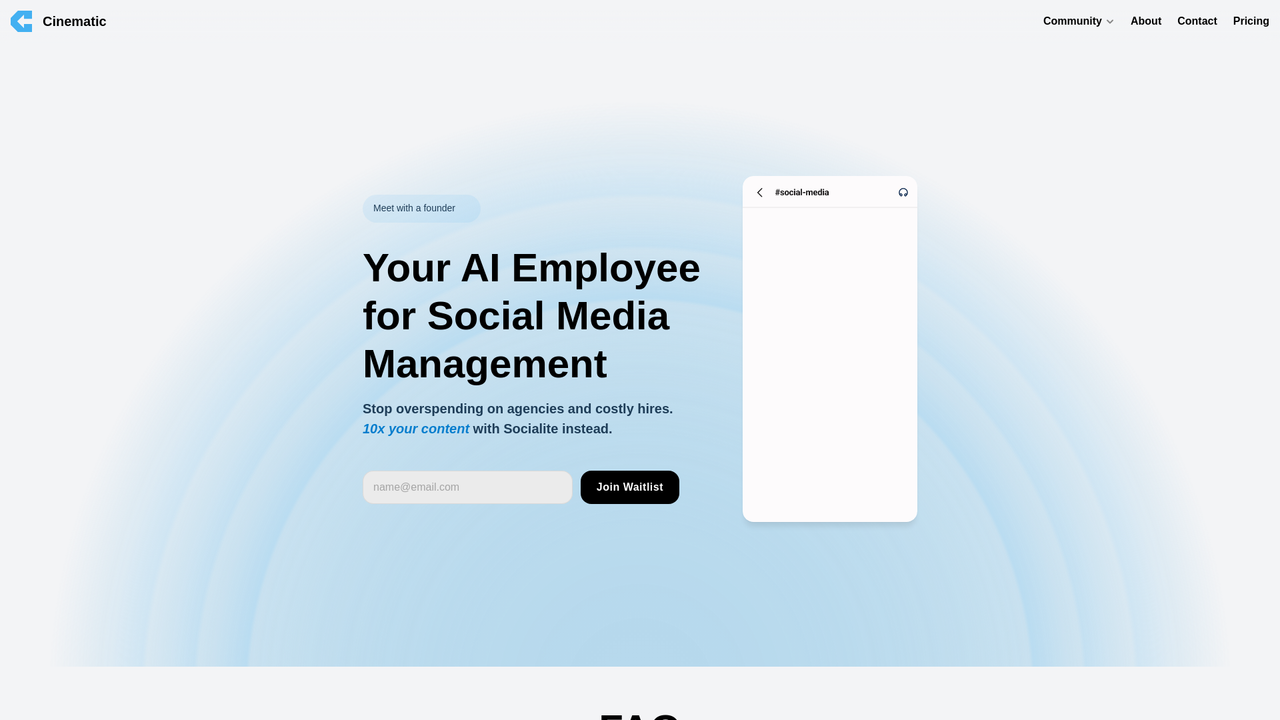 Cinematic
Community
About
Contact
Pricing
Meet with a founder
Your AI Employee
for Social Media
Management
Stop overspending on agencies and costly hires.
10x your content with Socialite instead.
name@email.com
Join Waitlist
#social-media
FAQ